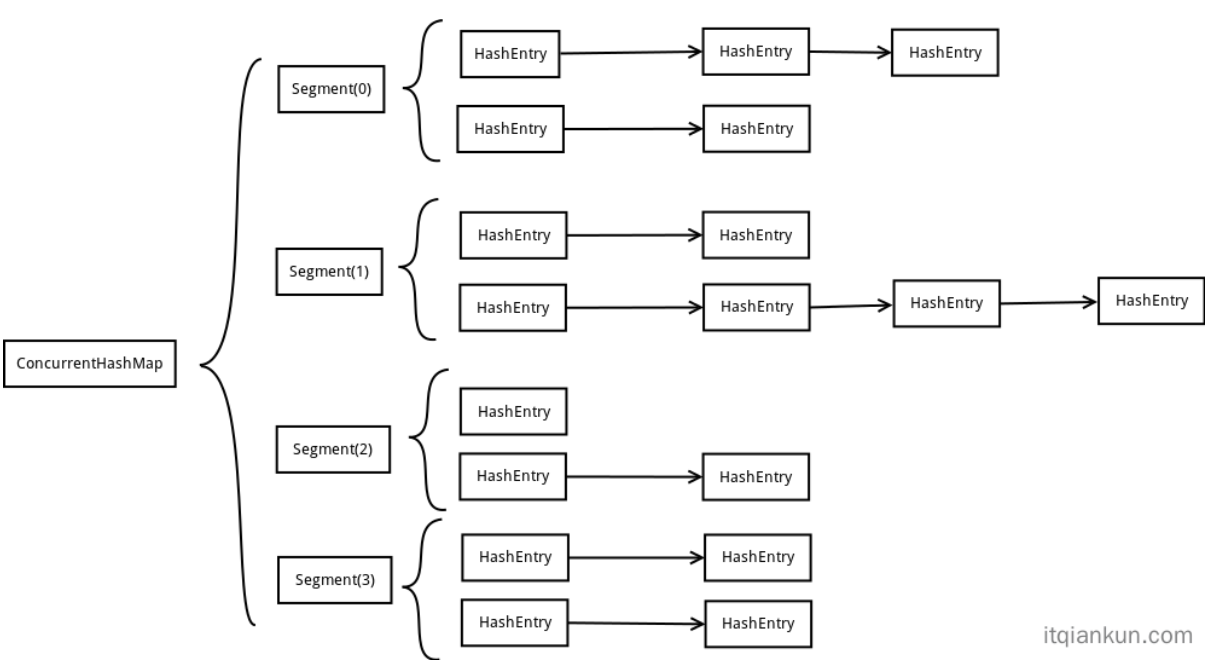 HashEntry HashEntry HashEntry
Segment(0)
HashEntry HashEntry
HashEntry HashEntry
Segment(1)
HashEntry HashEntry HashEntry HashEntry
ConcurrentHashMap
HashEntry
Segment(2)
HashEntry HashEntry
HashEntry HashEntry
Segment(3)
HashEntry HashEntry
itqiankun.com